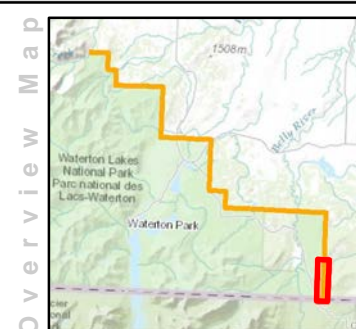 Overview Map
1508m
Belly River
Waterton Lakes
National Park
Parc national des
Lacs-Waterton
Waterton Park